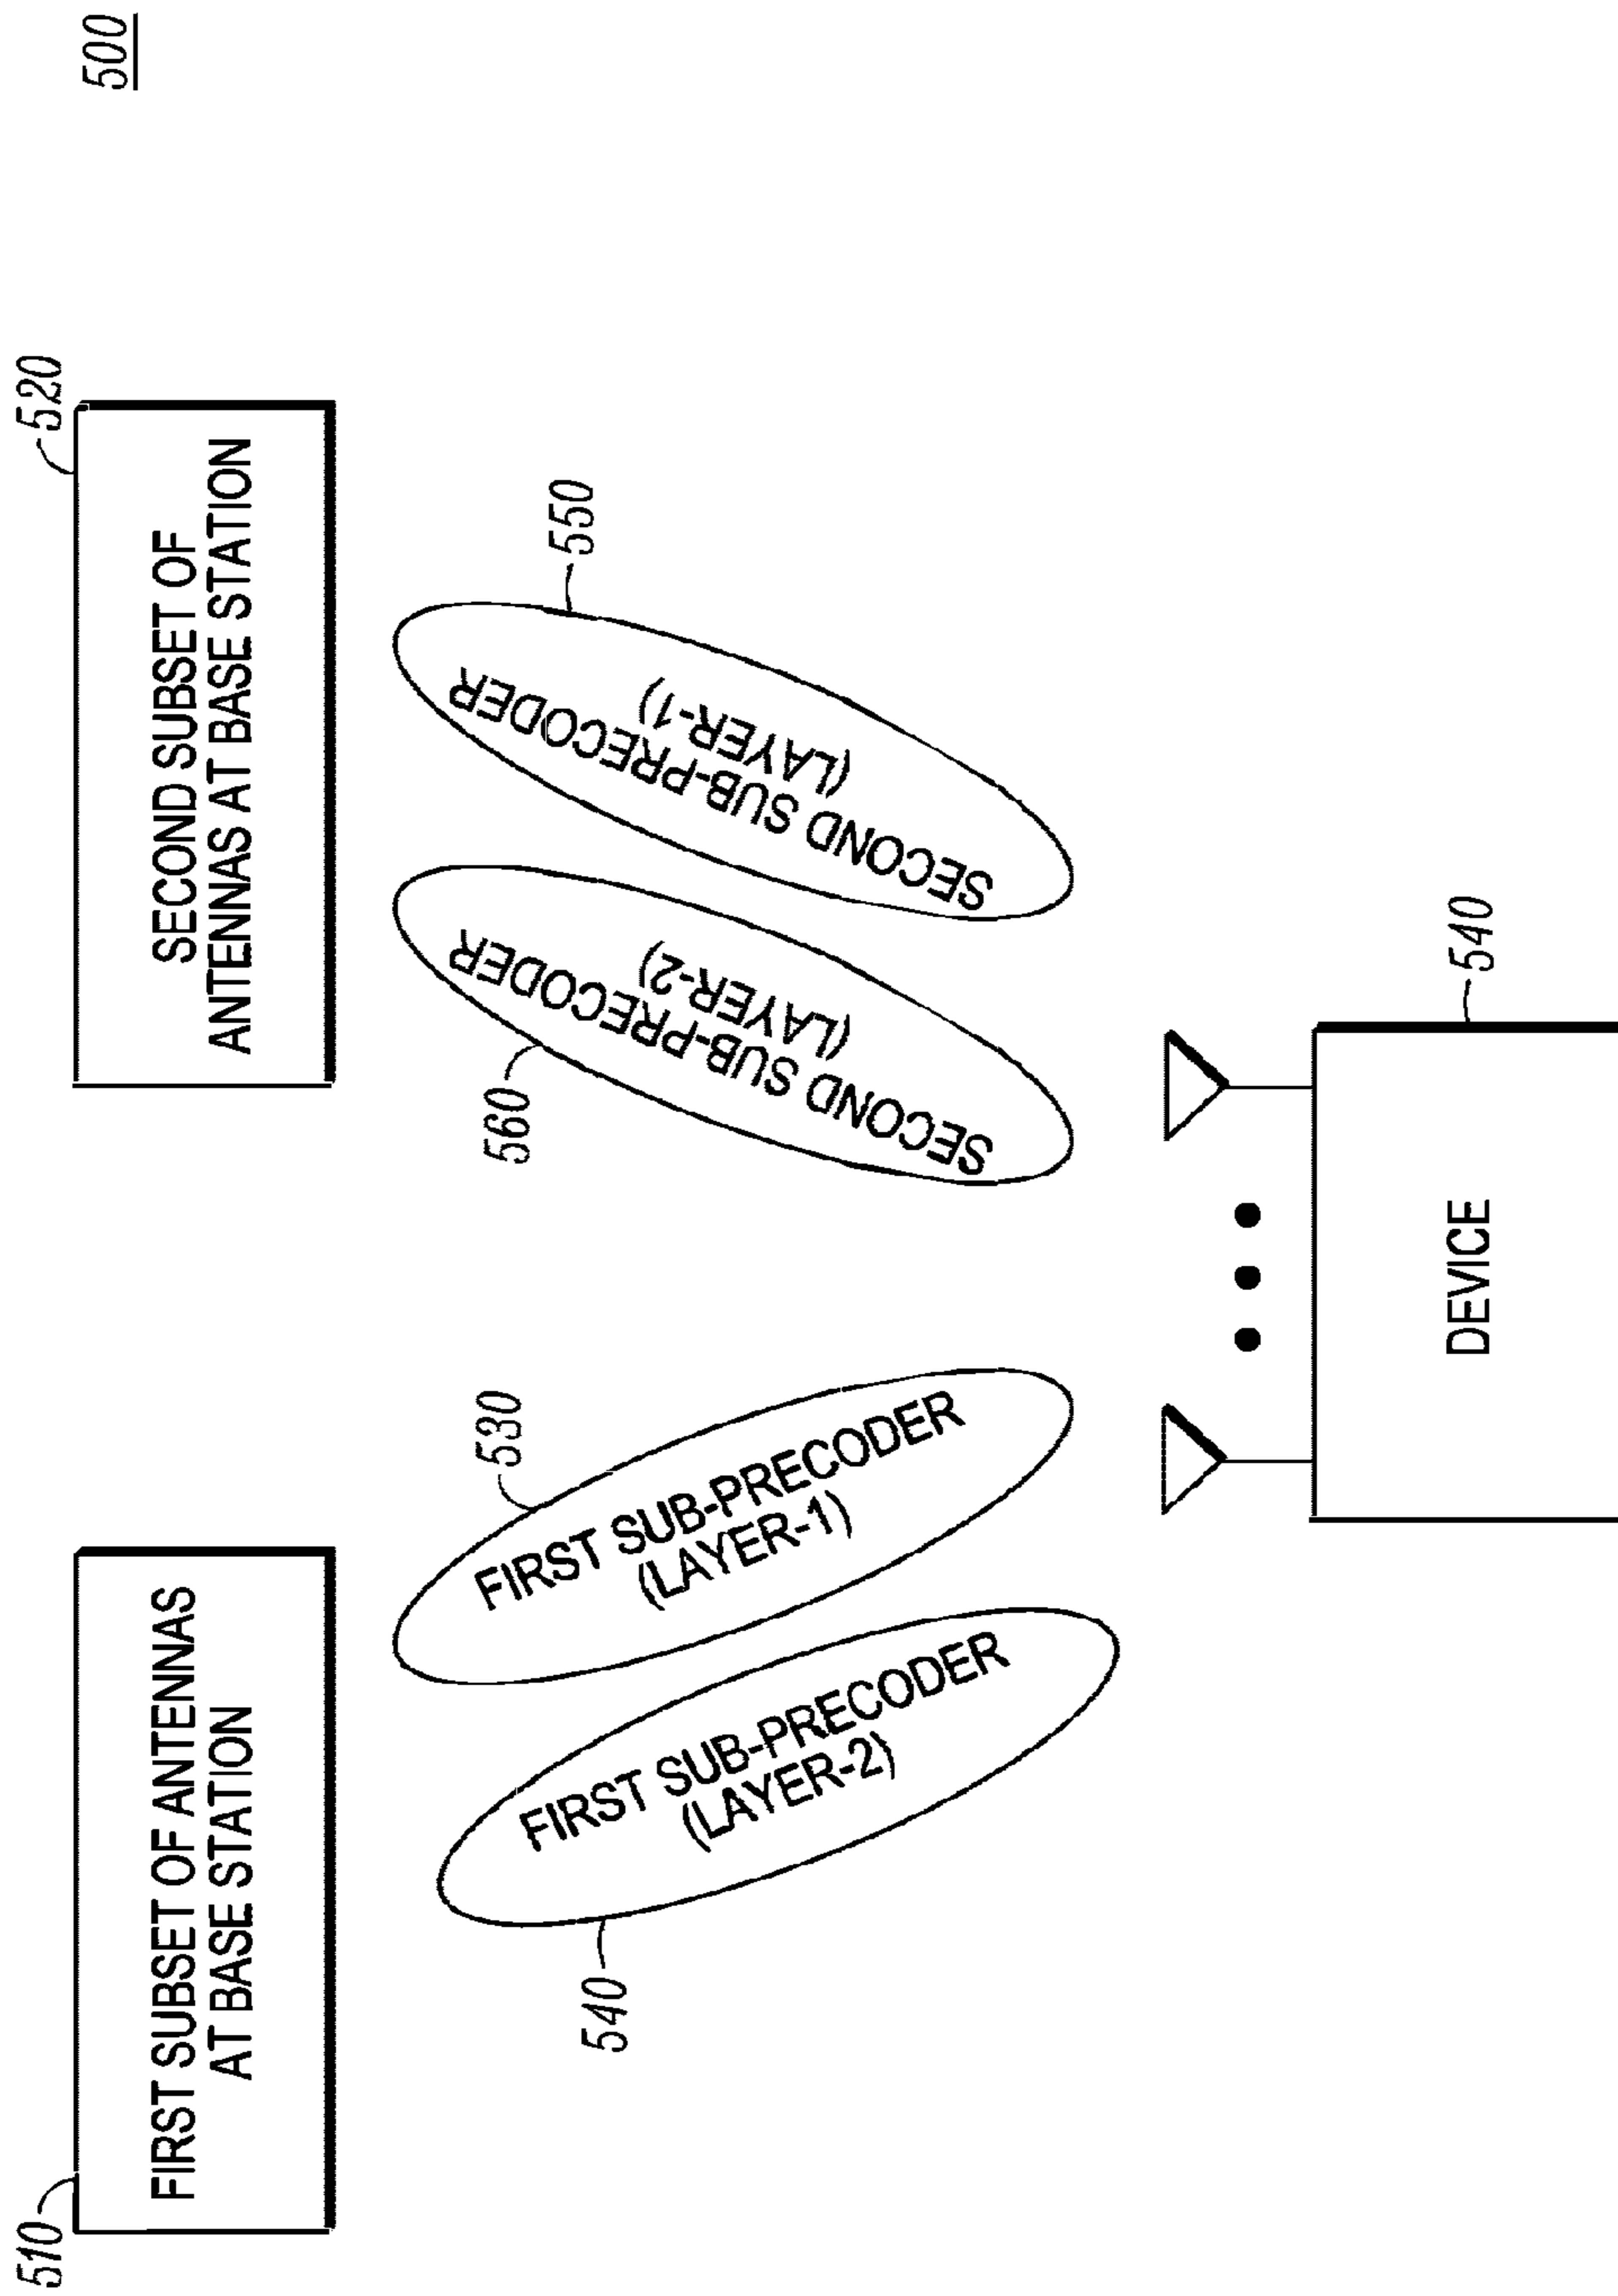 500
510
FIRST SUBSET OF ANTENNAS
AT BASE STATION
520
SECOND SUBSET OF
ANTENNAS AT BASE STATION
530
FIRST SUB-PRECODER
(LAYER-1)
540
FIRST SUB-PRECODER
(LAYER-2)
560
SECOND SUB-PRECODER
(LAYER-2)
550
SECOND SUB-PRECODER
(LAYER-1)
DEVICE
540